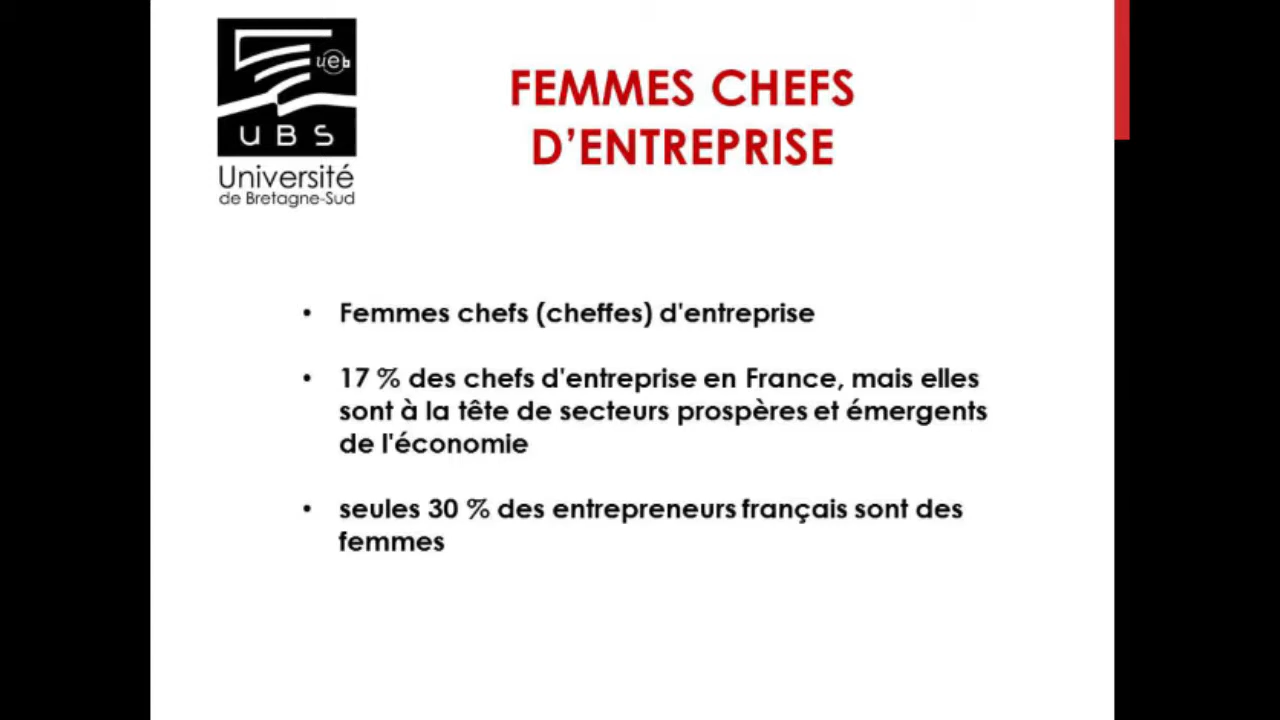 ueb
UBS
Université
de Bretagne-Sud
FEMMES CHEFS
D’ENTREPRISE
• Femmes chefs (cheffes) d'entreprise
• 17 % des chefs d'entreprise en France, mais elles
sont à la tête de secteurs prospères et émergents
de l'économie
• seules 30 % des entrepreneurs français sont des
femmes